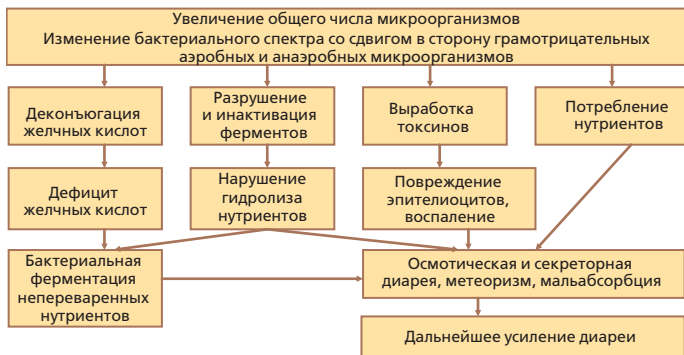 Увеличение общего числа микроорганизмов
Изменение бактериального спектра со сдвигом в сторону грамотрицательных
аэробных и анаэробных микроорганизмов
Деконъюгация
желчных кислот
Разрушение
и инактивация
ферментов
Выработка
токсинов
Потребление
нутриентов
Дефицит
желчных кислот
Нарушение
гидролиза
нутриентов
Повреждение
эпителиоцитов,
воспаление
Бактериальная
ферментация
непереваренных
нутриентов
Осмотическая и секреторная
диарея, метеоризм, мальабсорбция
Дальнейшее усиление диареи